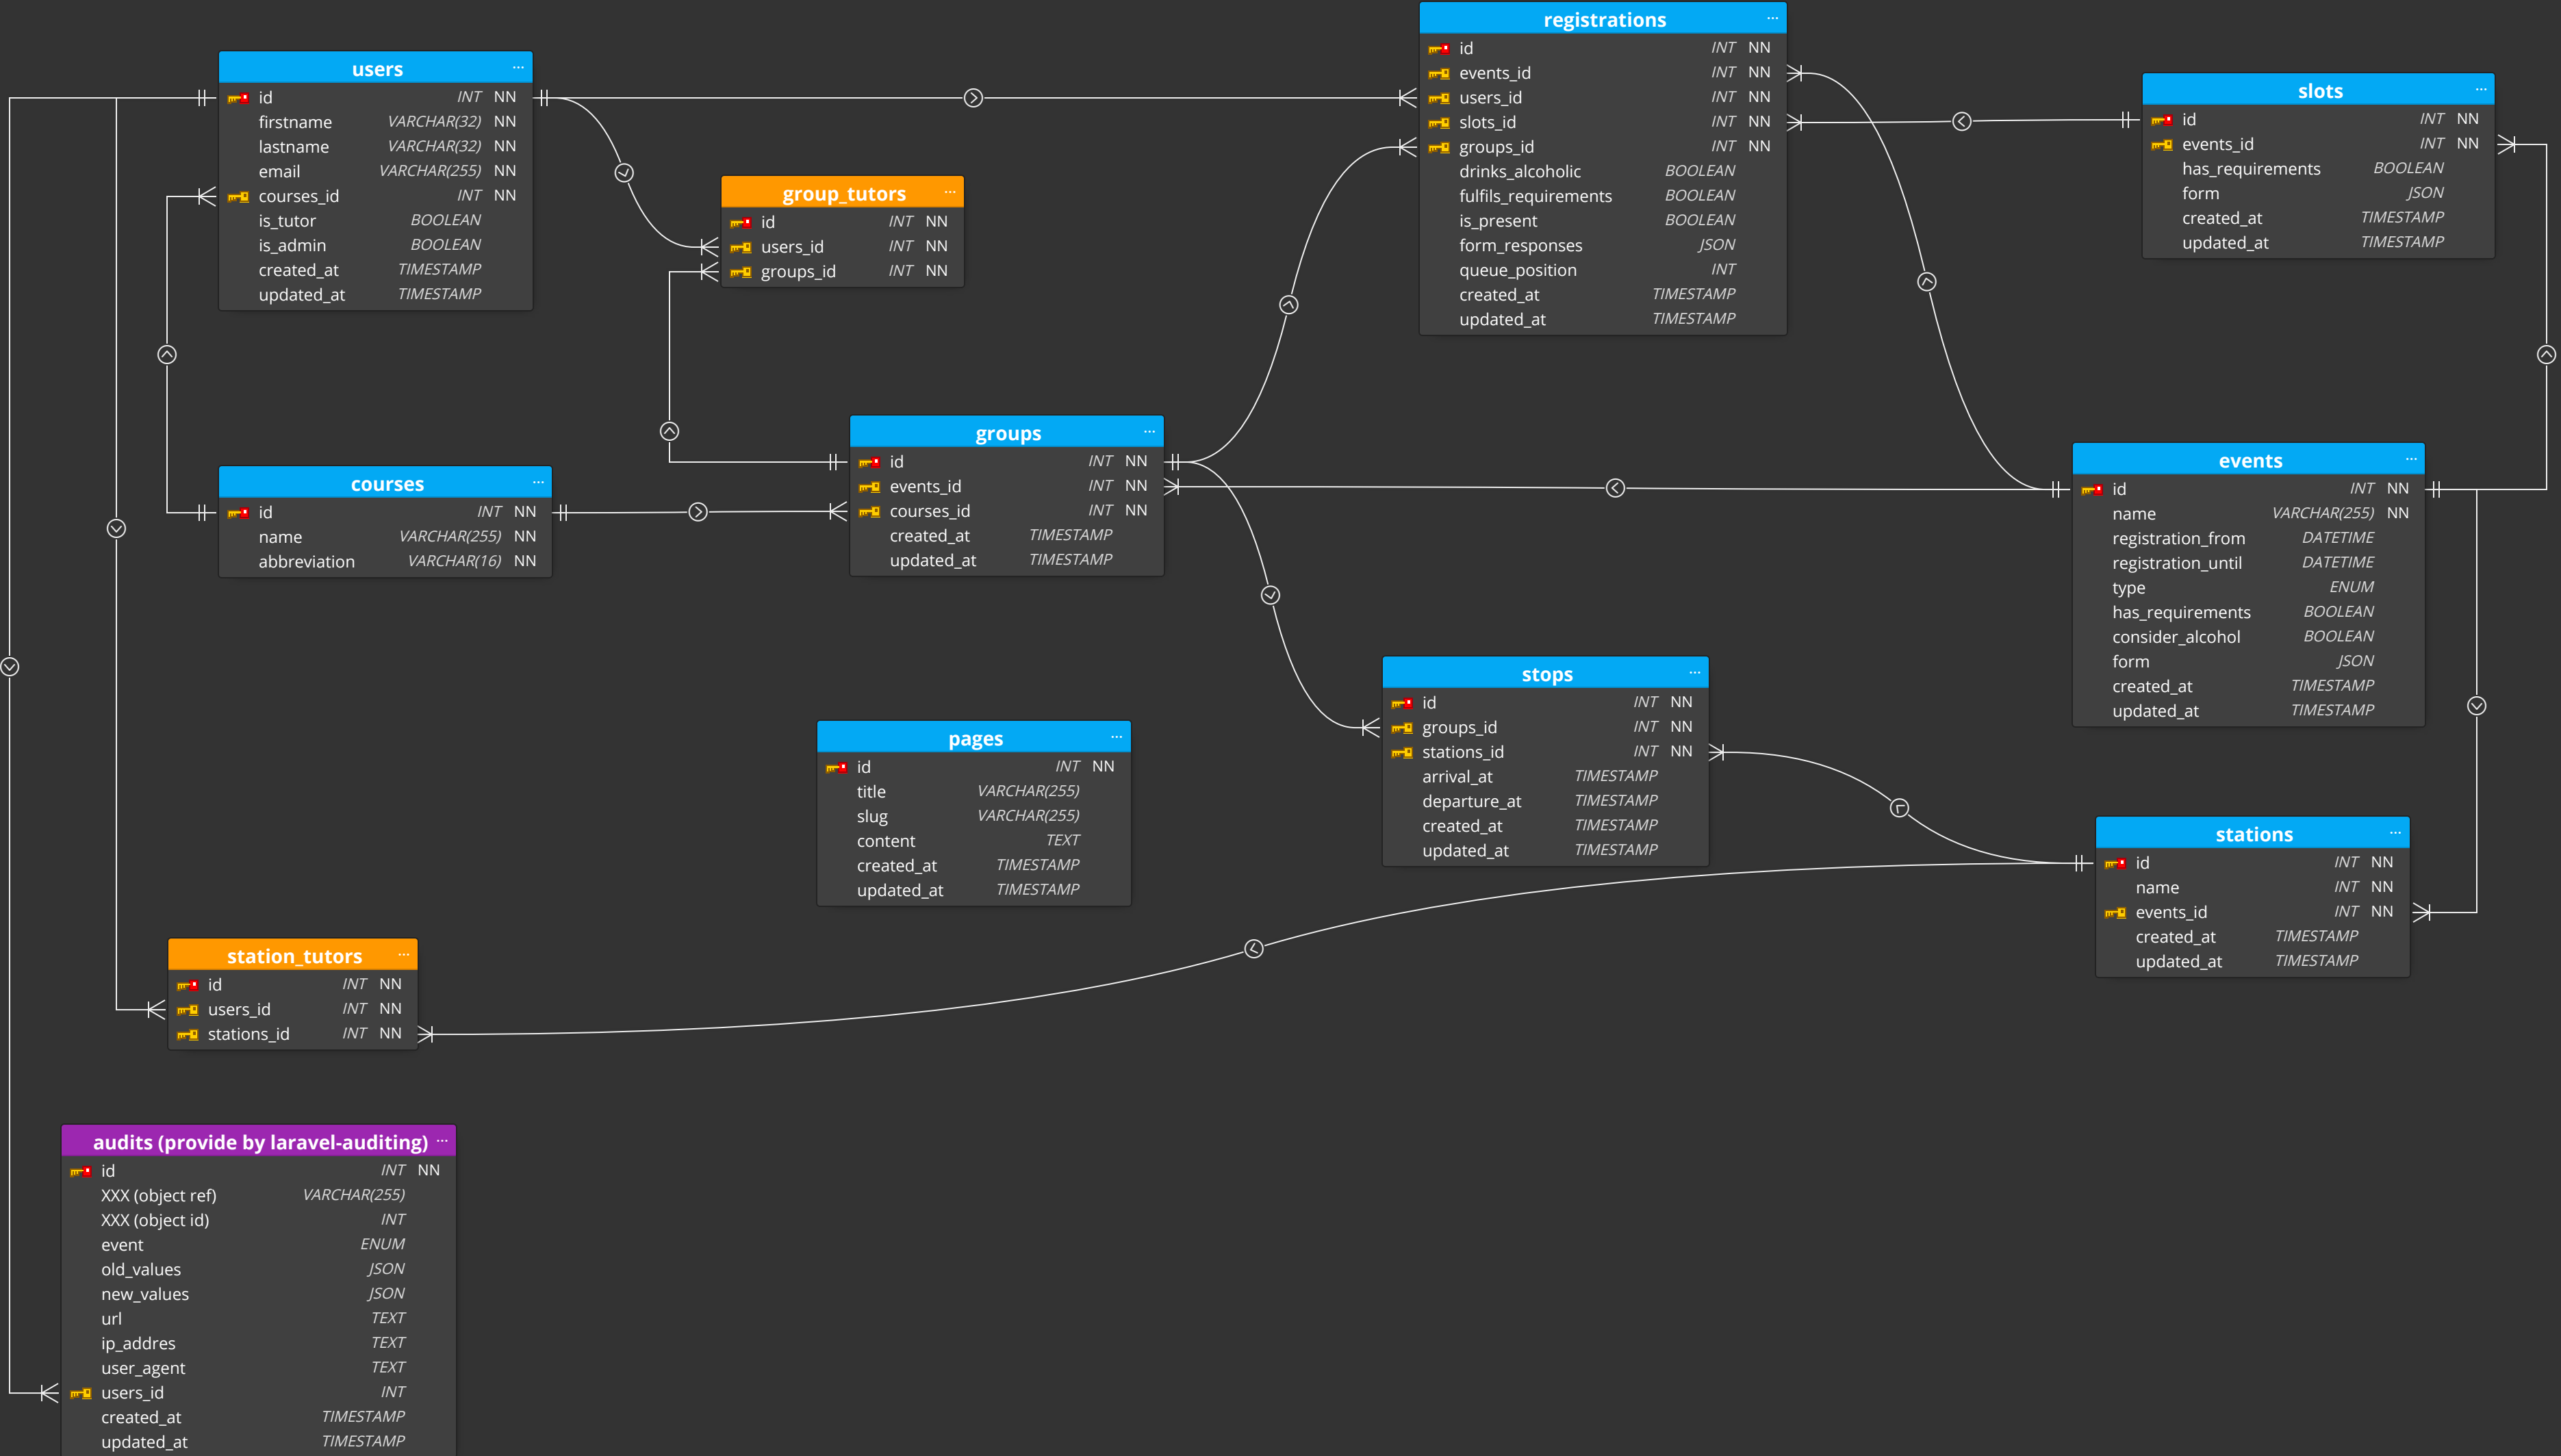 users ...
id INT NN
firstname VARCHAR(32) NN
lastname VARCHAR(32) NN
email VARCHAR(255) NN
courses_id INT NN
is_tutor BOOLEAN
is_admin BOOLEAN
created_at TIMESTAMP
updated_at TIMESTAMP
group_tutors ...
id INT NN
users_id INT NN
groups_id INT NN
registrations ...
id INT NN
events_id INT NN
users_id INT NN
slots_id INT NN
groups_id INT NN
drinks_alcoholic BOOLEAN
fulfils_requirements BOOLEAN
is_present BOOLEAN
form_responses JSON
queue_position INT
created_at TIMESTAMP
updated_at TIMESTAMP
slots ...
id INT NN
events_id INT NN
has_requirements BOOLEAN
form JSON
created_at TIMESTAMP
updated_at TIMESTAMP
courses ...
id INT NN
name VARCHAR(255) NN
abbreviation VARCHAR(16) NN
groups ...
id INT NN
events_id INT NN
courses_id INT NN
created_at TIMESTAMP
updated_at TIMESTAMP
events ...
id INT NN
name VARCHAR(255) NN
registration_from DATETIME
registration_until DATETIME
type ENUM
has_requirements BOOLEAN
consider_alcohol BOOLEAN
form JSON
created_at TIMESTAMP
updated_at TIMESTAMP
pages ...
id INT NN
title VARCHAR(255)
slug VARCHAR(255)
content TEXT
created_at TIMESTAMP
updated_at TIMESTAMP
stops ...
id INT NN
groups_id INT NN
stations_id INT NN
arrival_at TIMESTAMP
departure_at TIMESTAMP
created_at TIMESTAMP
updated_at TIMESTAMP
stations ...
id INT NN
name INT NN
events_id INT NN
created_at TIMESTAMP
updated_at TIMESTAMP
station_tutors ...
id INT NN
users_id INT NN
stations_id INT NN
audits (provide by laravel-auditing) ...
id INT NN
XXX (object ref) VARCHAR(255)
XXX (object id) INT
event ENUM
old_values JSON
new_values JSON
url TEXT
ip_addres TEXT
user_agent TEXT
users_id INT
created_at TIMESTAMP
updated_at TIMESTAMP